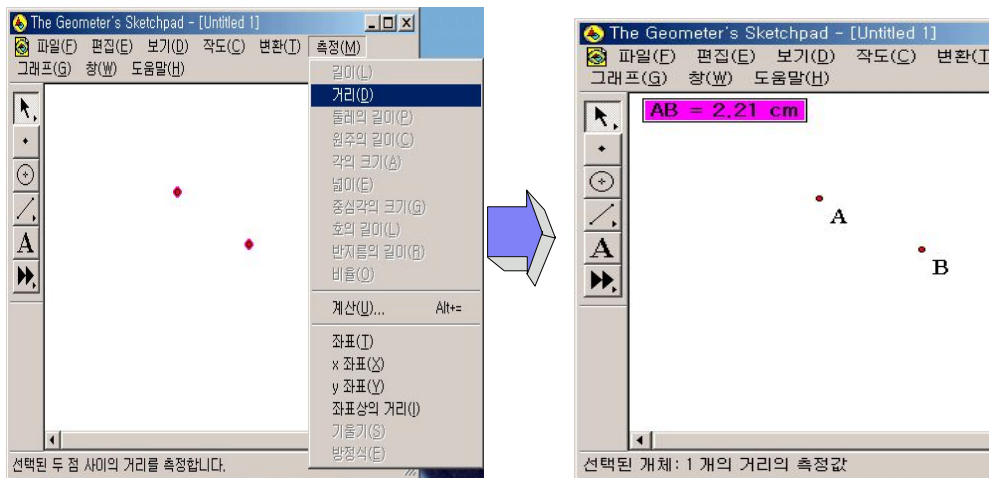 The Geometer's Sketchpad - [Untitled 1]
파일(F) 편집(E) 보기(D) 작도(C) 변환(T) 측정(M)
그래프(G) 창(W) 도움말(H)
길이(L)
거리(D)
둘레의 길이(P)
원주의 길이(C)
각의 크기(A)
넓이(E)
중심각의 크기(G)
호의 길이(L)
반지름의 길이(R)
비율(O)
계산(U)... Alt+=
좌표(T)
x 좌표(X)
y 좌표(Y)
좌표상의 거리(I)
기울기(S)
방정식(E)
A
선택된 두 점 사이의 거리를 측정합니다.
The Geometer's Sketchpad - [Untitled 1]
파일(F) 편집(E) 보기(D) 작도(C) 변환(T
그래프(G) 창(W) 도움말(H)
AB = 2,21 cm
A
B
A
선택된 개체: 1 개의 거리의 측정값